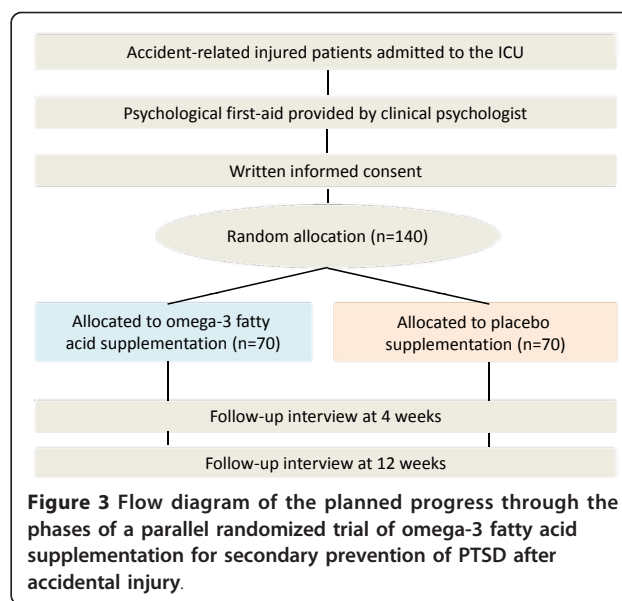 Accident-related injured patients admitted to the ICU
Psychological first-aid provided by clinical psychologist
Written informed consent
Random allocation (n=140)
Allocated to omega-3 fatty
acid supplementation (n=70)
Allocated to placebo
supplementation (n=70)
Follow-up interview at 4 weeks
Follow-up interview at 12 weeks
Figure 3 Flow diagram of the planned progress through the
phases of a parallel randomized trial of omega-3 fatty acid
supplementation for secondary prevention of PTSD after
accidental injury.